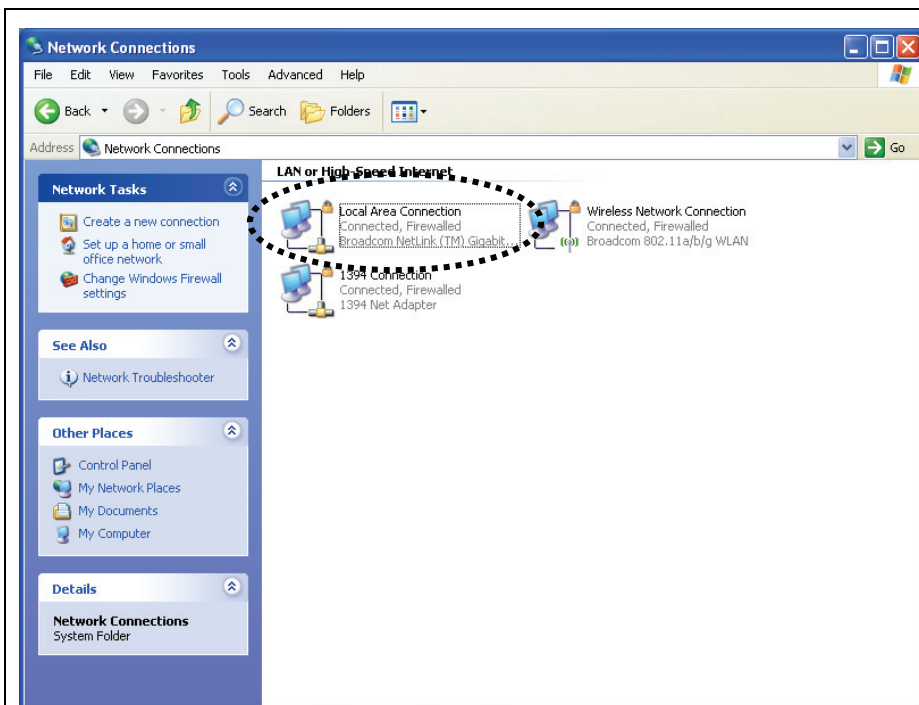 Network Connections
File Edit View Favorites Tools Advanced Help
Back Search Folders
Address Network Connections Go
Network Tasks
Create a new connection
Set up a home or small
office network
Change Windows Firewall
settings
See Also
Network Troubleshooter
Other Places
Control Panel
My Network Places
My Documents
My Computer
Details
Network Connections
System Folder
LAN or High-Speed Internet
Local Area Connection
Connected, Firewalled
Broadcom NetLink (TM) Gigabit...
Wireless Network Connection
Connected, Firewalled
Broadcom 802.11a/b/g WLAN
1394 Connection
Connected, Firewalled
1394 Net Adapter